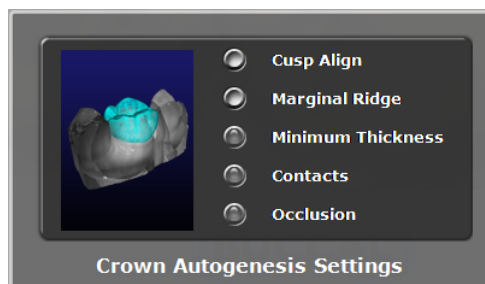 Cusp Align
Marginal Ridge
Minimum Thickness
Contacts
Occlusion
Crown Autogenesis Settings